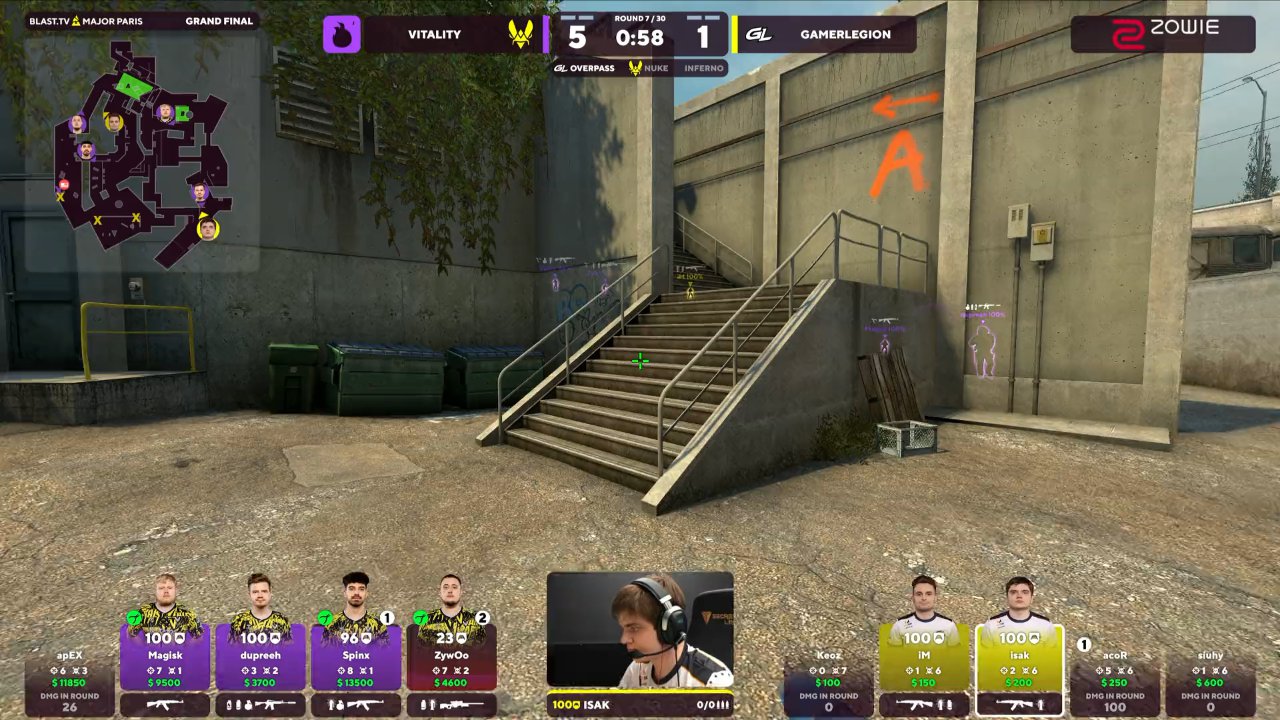 BLAST.TV MAJOR PARIS GRAND FINAL
VITALITY 5 ROUND 7 / 30 0:58 1 GL GAMERLEGION
ZOWIE
GL OVERPASS NUKE INFERNO
A
apEX
6 3
$11850
DMG IN ROUND
26
100
Magisk
7 1
$9500
100
dupreeh
3 2
$3700
1
96
Spinx
8 1
$13500
2
23
ZywOo
7 2
$4600
100 ISAK 0/0
Keoz
0 7
$100
DMG IN ROUND
0
100
iM
1 6
$150
100
isak
2 6
$200
1
acoR
5 6
$250
DMG IN ROUND
100
siuhy
1 6
$600
DMG IN ROUND
0